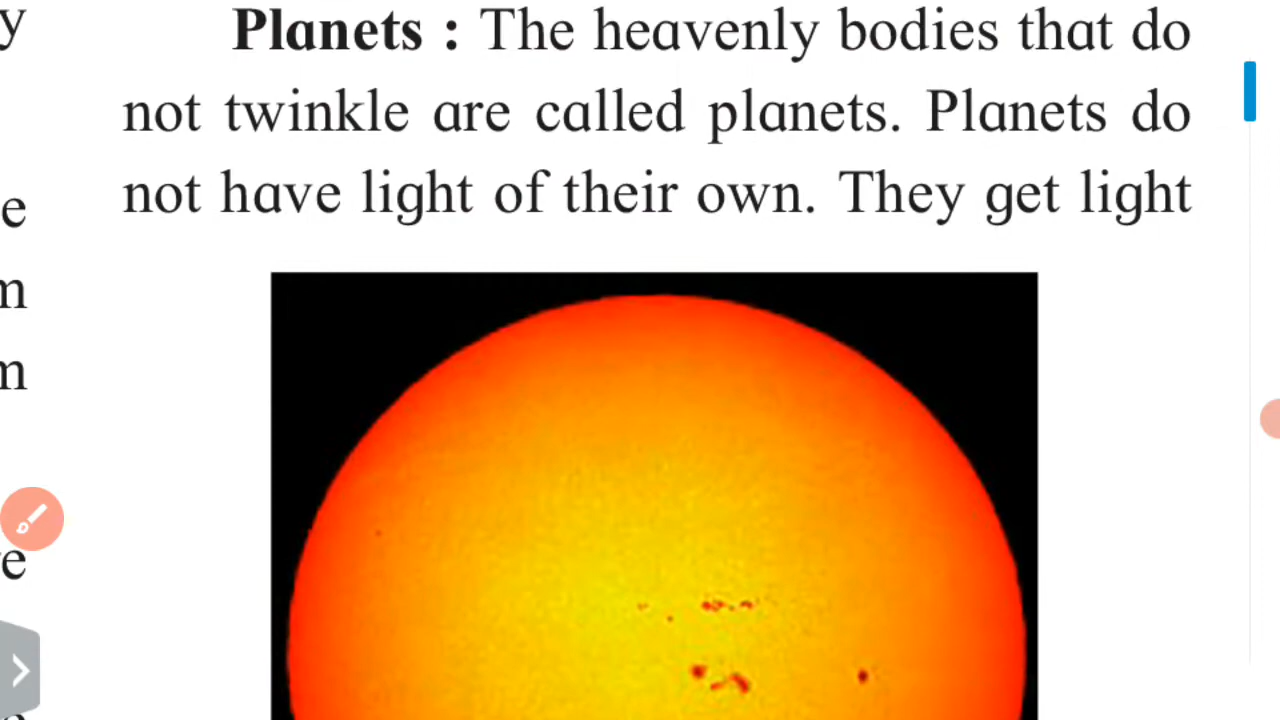 Planets : The heavenly bodies that do
not twinkle are called planets. Planets do
not have light of their own. They get light
y
e
m
m
e